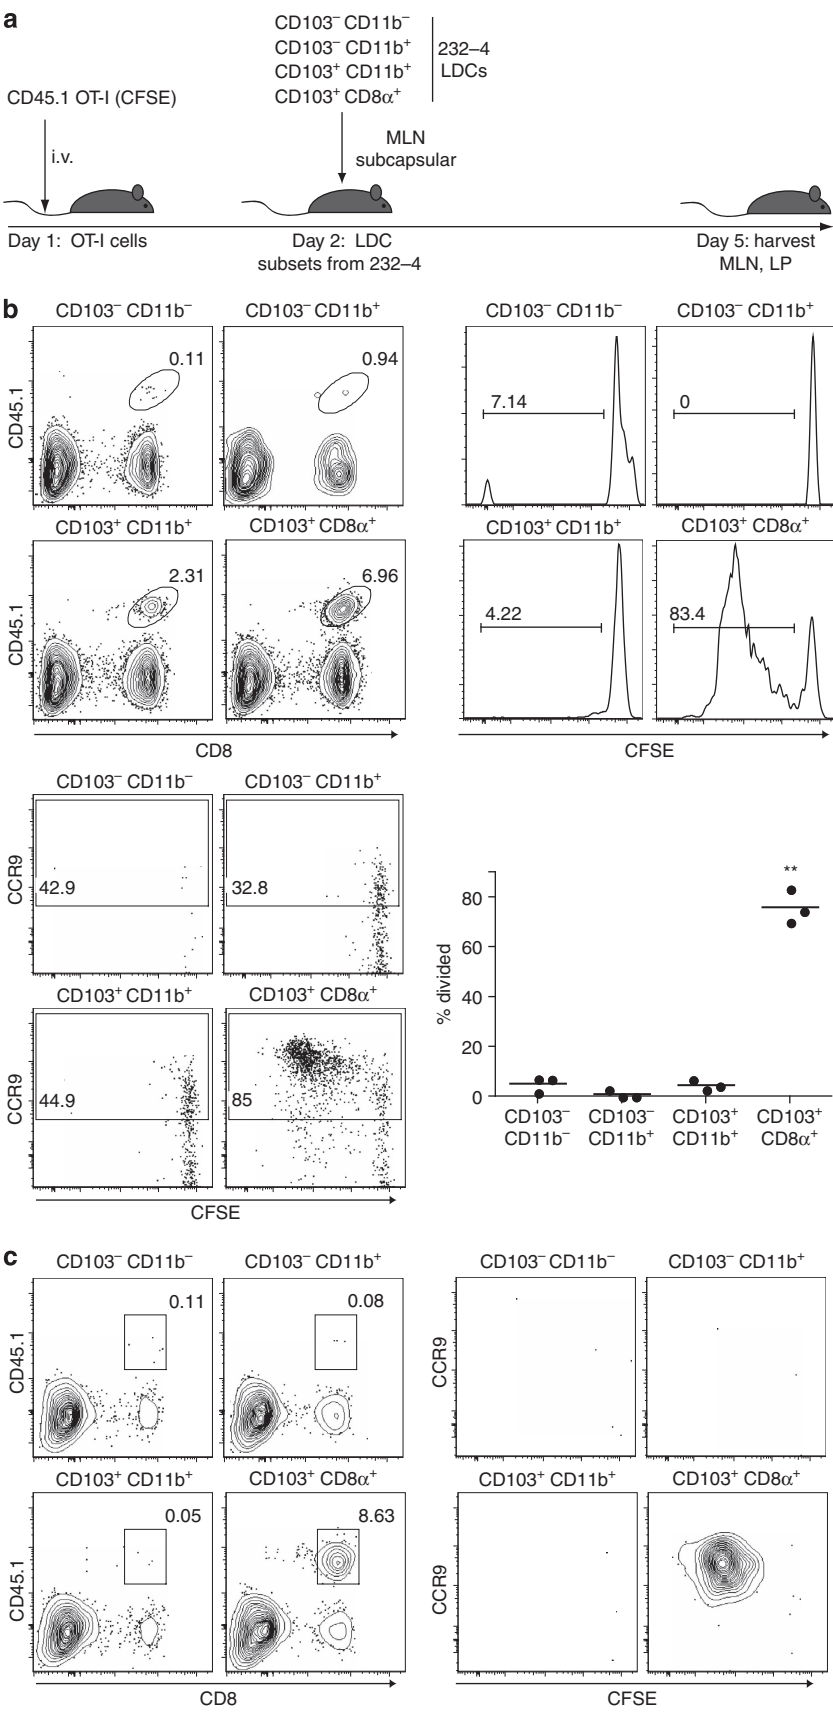 a
CD103– CD11b–
CD103– CD11b+
CD103+ CD11b+
CD103+ CD8α+
232–4
LDCs
CD45.1 OT-I (CFSE)
i.v.
MLN
subcapsular
Day 1: OT-I cells
Day 2: LDC
subsets from 232–4
Day 5: harvest
MLN, LP
b
CD103– CD11b–
CD103– CD11b+
CD103– CD11b–
CD103– CD11b+
CD45.1
0.11
0.94
7.14
0
CD103+ CD11b+
CD103+ CD8α+
CD103+ CD11b+
CD103+ CD8α+
CD45.1
2.31
6.96
4.22
83.4
CD8
CFSE
CD103– CD11b–
CD103– CD11b+
CCR9
42.9
32.8
CD103+ CD11b+
CD103+ CD8α+
CCR9
44.9
85
CFSE
% divided
80
60
40
20
0
**
CD103–
CD11b–
CD103–
CD11b+
CD103+
CD11b+
CD103+
CD8α+
c
CD103– CD11b–
CD103– CD11b+
CD103– CD11b–
CD103– CD11b+
CD45.1
0.11
0.08
CCR9
CD103+ CD11b+
CD103+ CD8α+
CD103+ CD11b+
CD103+ CD8α+
CD45.1
0.05
8.63
CCR9
CD8
CFSE